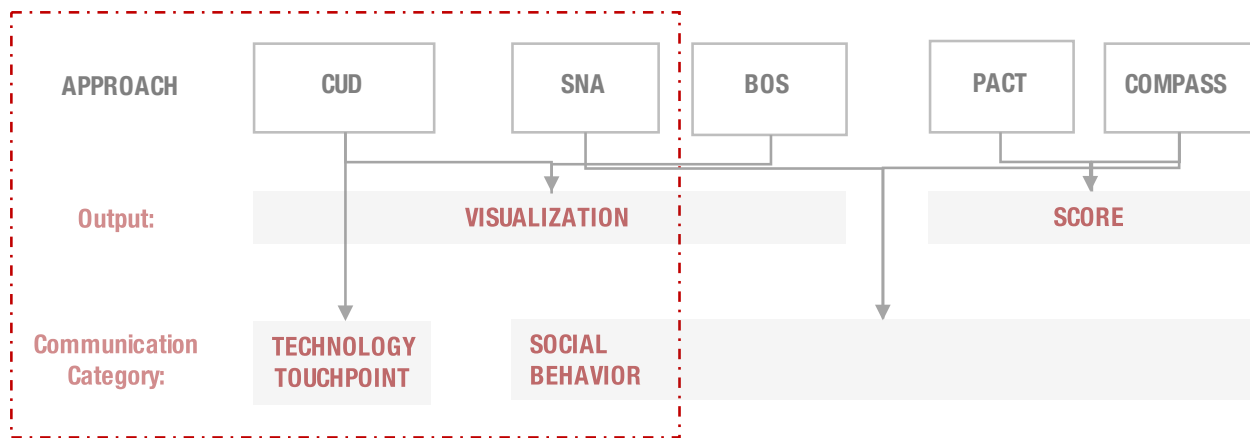 APPROACH
CUD
SNA
BOS
PACT
COMPASS
Output:
VISUALIZATION
SCORE
Communication
Category:
TECHNOLOGY
TOUCHPOINT
SOCIAL
BEHAVIOR